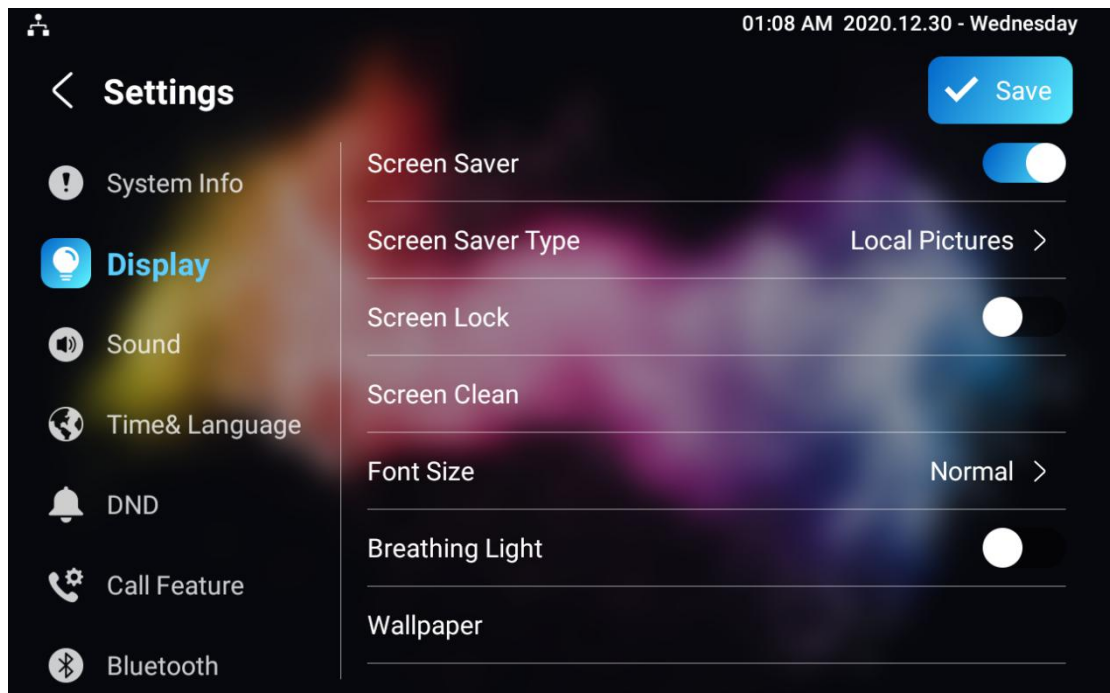 01:08 AM 2020.12.30 - Wednesday
Settings
Save
System Info
Display
Sound
Time& Language
DND
Call Feature
Bluetooth
Screen Saver
Screen Saver Type Local Pictures
Screen Lock
Screen Clean
Font Size Normal
Breathing Light
Wallpaper